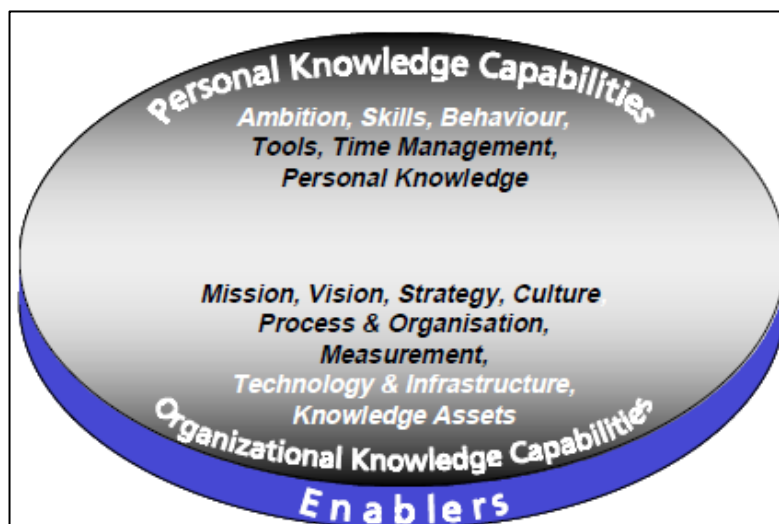 Personal Knowledge Capabilities
Ambition, Skills, Behaviour,
Tools, Time Management,
Personal Knowledge
Mission, Vision, Strategy, Culture,
Process & Organisation,
Measurement,
Technology & Infrastructure,
Knowledge Assets
Organizational Knowledge Capabilities
Enablers